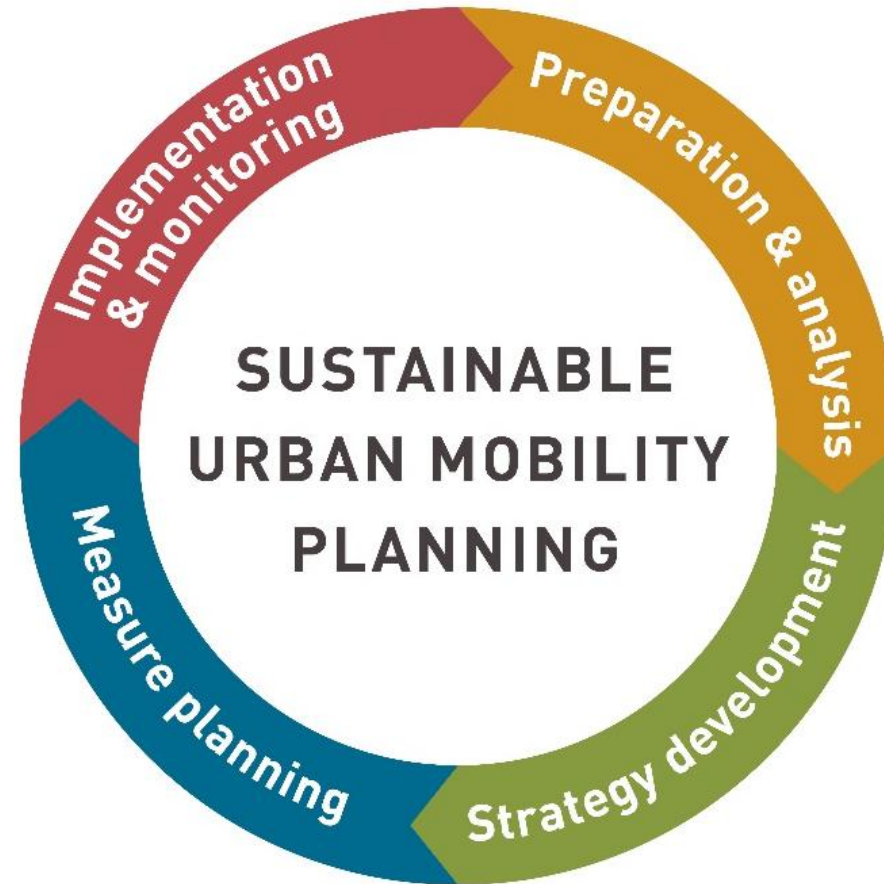 Implementation
& monitoring
Preparation & analysis
SUSTAINABLE
URBAN MOBILITY
PLANNING
Measure planning
Strategy development